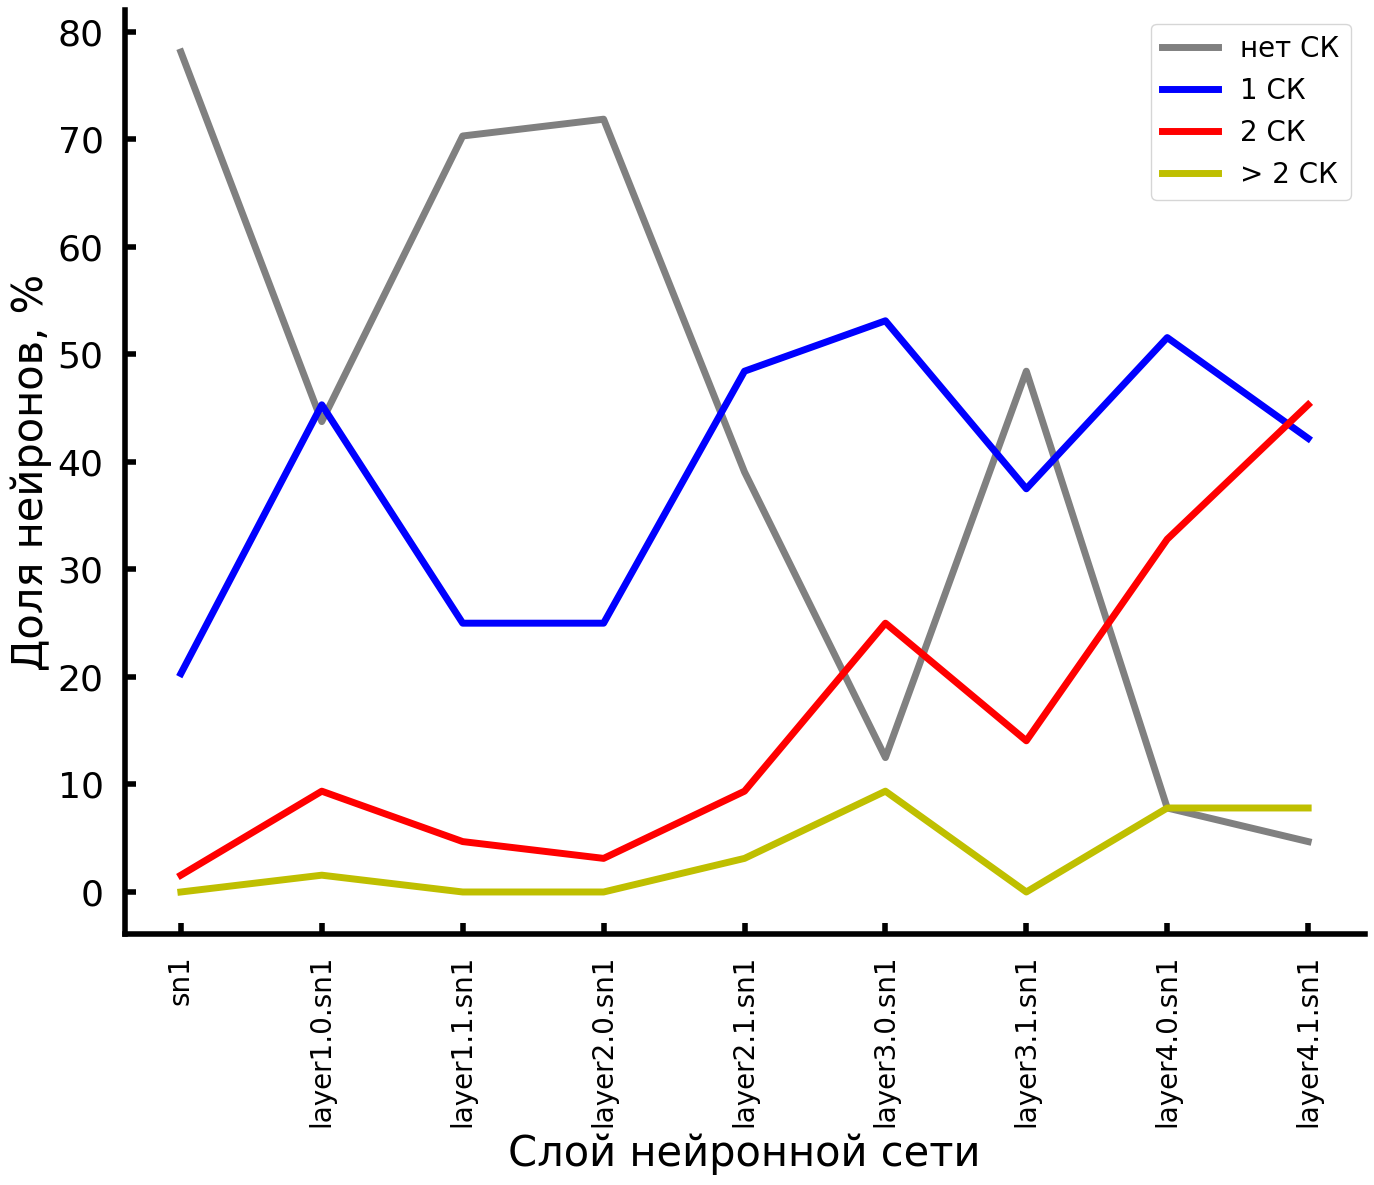 80
70
60
50
40
30
20
10
0
Доля нейронов, %
нет СК
1 СК
2 СК
> 2 СК
sn1
layer1.0.sn1
layer1.1.sn1
layer2.0.sn1
layer2.1.sn1
layer3.0.sn1
layer3.1.sn1
layer4.0.sn1
layer4.1.sn1
Слой нейронной сети